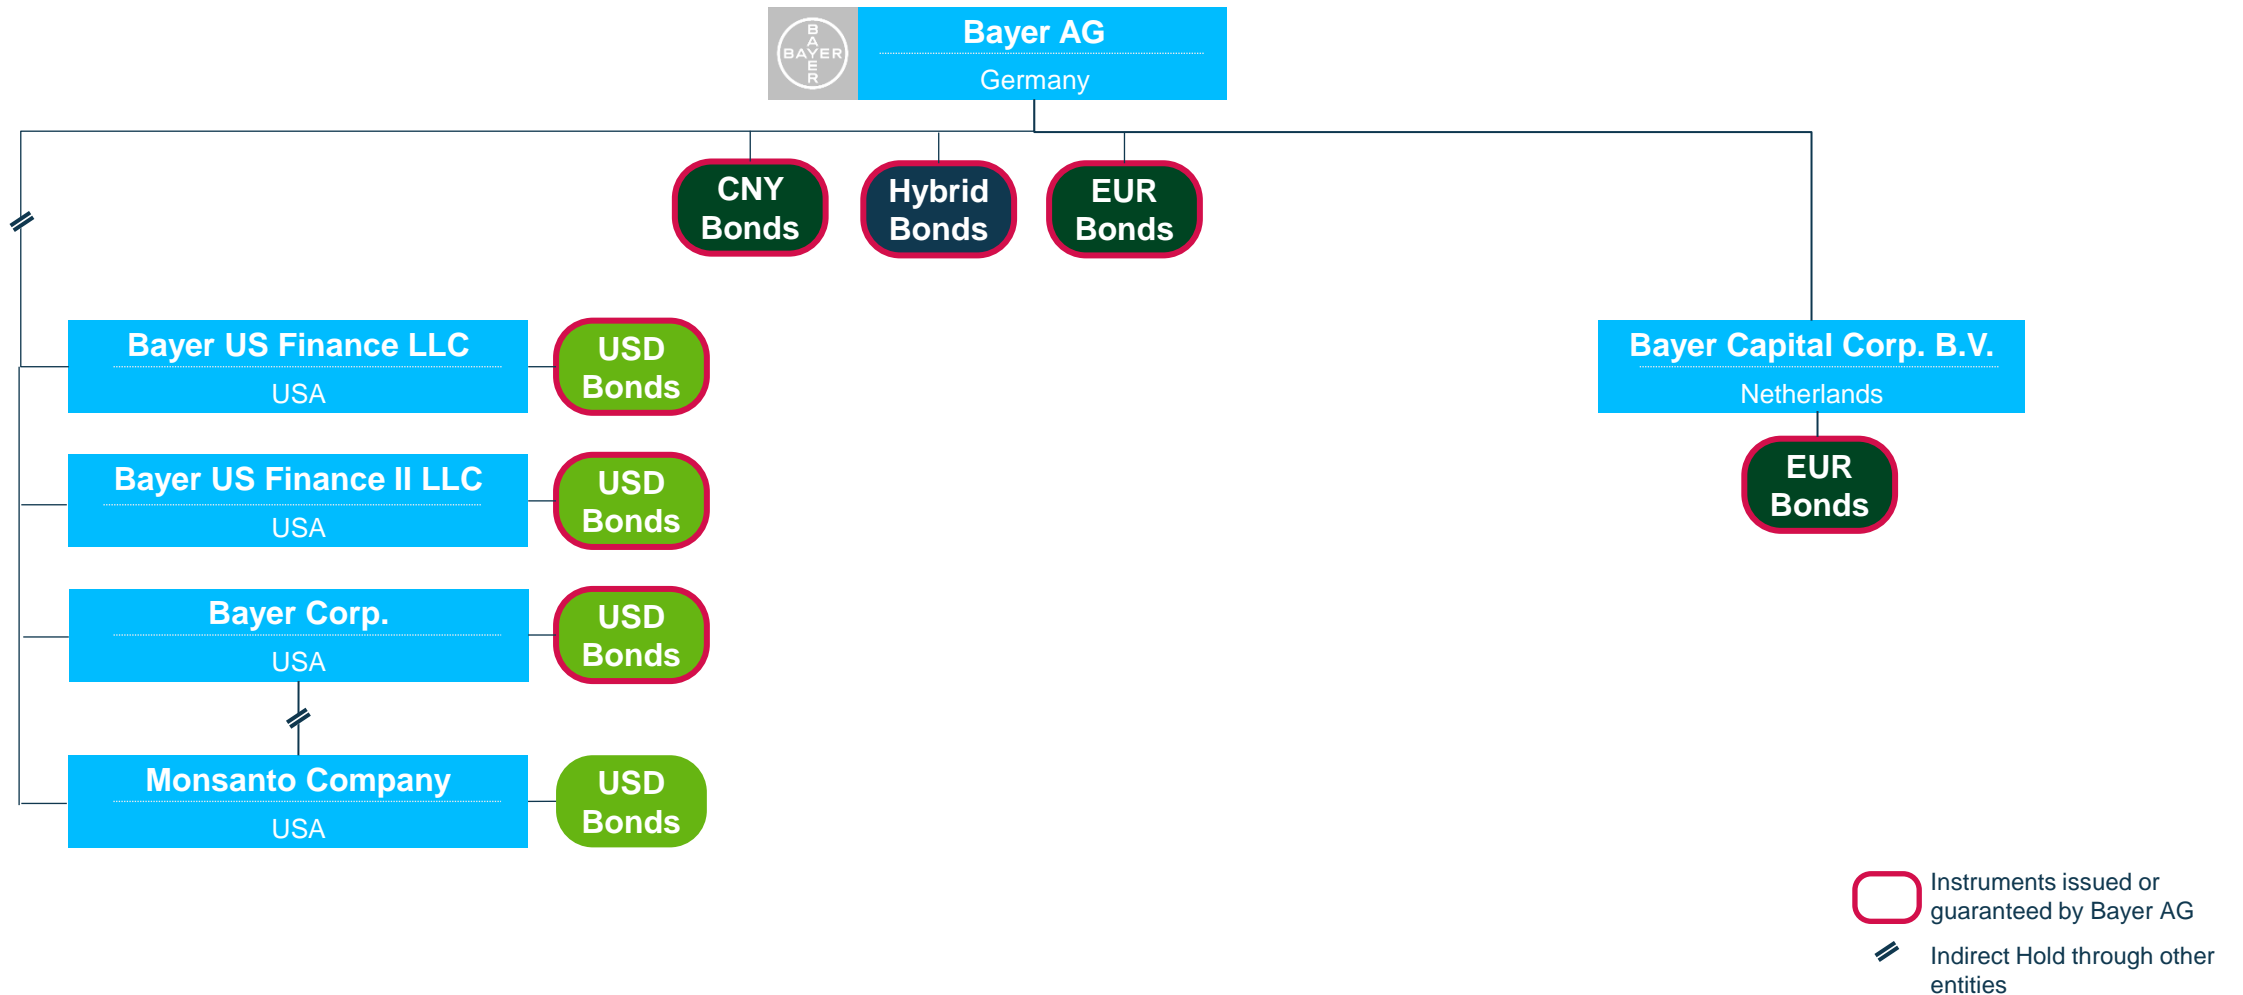 BAYER
BAYER
Bayer AG
Germany
CNY
Bonds
Hybrid
Bonds
EUR
Bonds
Bayer US Finance LLC
USA
USD
Bonds
Bayer Capital Corp. B.V.
Netherlands
EUR
Bonds
Bayer US Finance II LLC
USA
USD
Bonds
Bayer Corp.
USA
USD
Bonds
Monsanto Company
USA
USD
Bonds
Instruments issued or
guaranteed by Bayer AG
Indirect Hold through other
entities